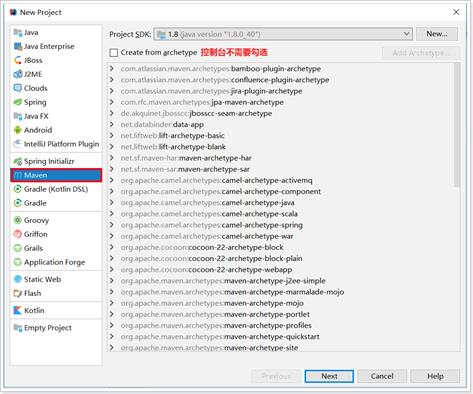 New Project
Java
Java Enterprise
JBoss
J2ME
Clouds
Spring
Java FX
Android
IntelliJ Platform Plugin
Spring Initializr
Maven
Gradle (Kotlin DSL)
Gradle
Groovy
Griffon
Grails
Application Forge
Static Web
Flash
Kotlin
Empty Project
Project SDK: 1.8 (java version "1.8.0_40") New...
Create from archetype 控制台不需要勾选 Add Archetype...
com.atlassian.maven.archetypes:bamboo-plugin-archetype
com.atlassian.maven.archetypes:confluence-plugin-archetype
com.atlassian.maven.archetypes:jira-plugin-archetype
com.rfc.maven.archetypes:jpa-maven-archetype
de.akquinet.jbosscc:jbosscc-seam-archetype
net.databinder:data-app
net.liftweb:lift-archetype-basic
net.liftweb:lift-archetype-blank
net.sf.maven-har:maven-archetype-har
net.sf.maven-sar:maven-archetype-sar
org.apache.camel.archetypes:camel-archetype-activemq
org.apache.camel.archetypes:camel-archetype-component
org.apache.camel.archetypes:camel-archetype-java
org.apache.camel.archetypes:camel-archetype-scala
org.apache.camel.archetypes:camel-archetype-spring
org.apache.camel.archetypes:camel-archetype-war
org.apache.cocoon:cocoon-22-archetype-block
org.apache.cocoon:cocoon-22-archetype-block-plain
org.apache.cocoon:cocoon-22-archetype-webapp
org.apache.maven.archetypes:maven-archetype-j2ee-simple
org.apache.maven.archetypes:maven-archetype-marmalade-mojo
org.apache.maven.archetypes:maven-archetype-mojo
org.apache.maven.archetypes:maven-archetype-portlet
org.apache.maven.archetypes:maven-archetype-profiles
org.apache.maven.archetypes:maven-archetype-quickstart
org.apache.maven.archetypes:maven-archetype-site
Previous Next Cancel Help